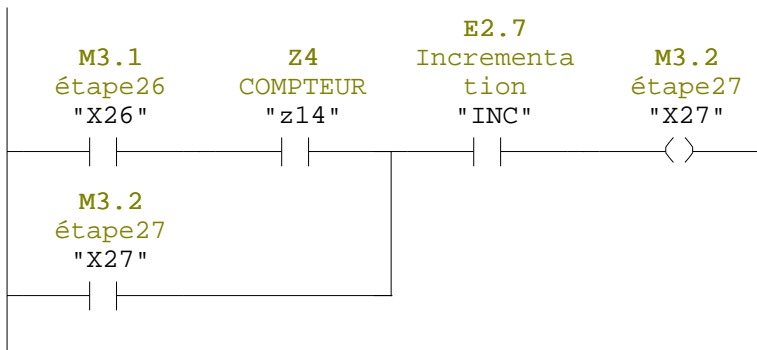 E2.7
M3.1 Z4 Incrementa M3.2
étape26 COMPTEUR tion étape27
"X26" "z14" "INC" "X27"
M3.2
étape27
"X27"